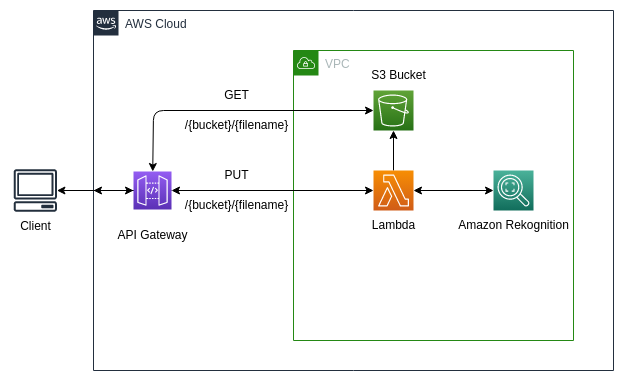 aws
AWS Cloud
VPC
S3 Bucket
GET
/{bucket}/{filename}
PUT
/{bucket}/{filename}
Client
API Gateway
Lambda
Amazon Rekognition